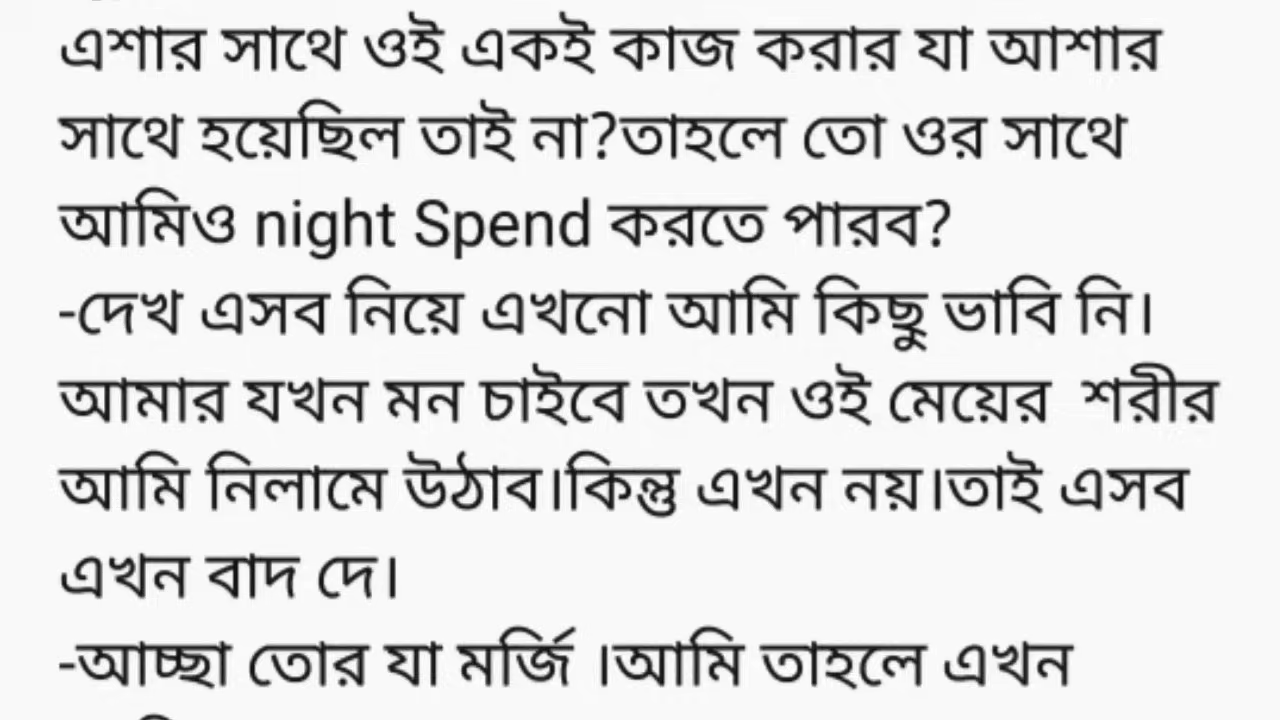 এশার সাথে ওই একই কাজ করার যা আশার
সাথে হয়েছিল তাই না?তাহলে তো ওর সাথে
আমিও night Spend করতে পারব?
-দেখ এসব নিয়ে এখনো আমি কিছু ভাবি নি।
আমার যখন মন চাইবে তখন ওই মেয়ের  শরীর
আমি নিলামে উঠাব।কিন্তু এখন নয়।তাই এসব
এখন বাদ দে।
-আচ্ছা তোর যা মর্জি ।আমি তাহলে এখন